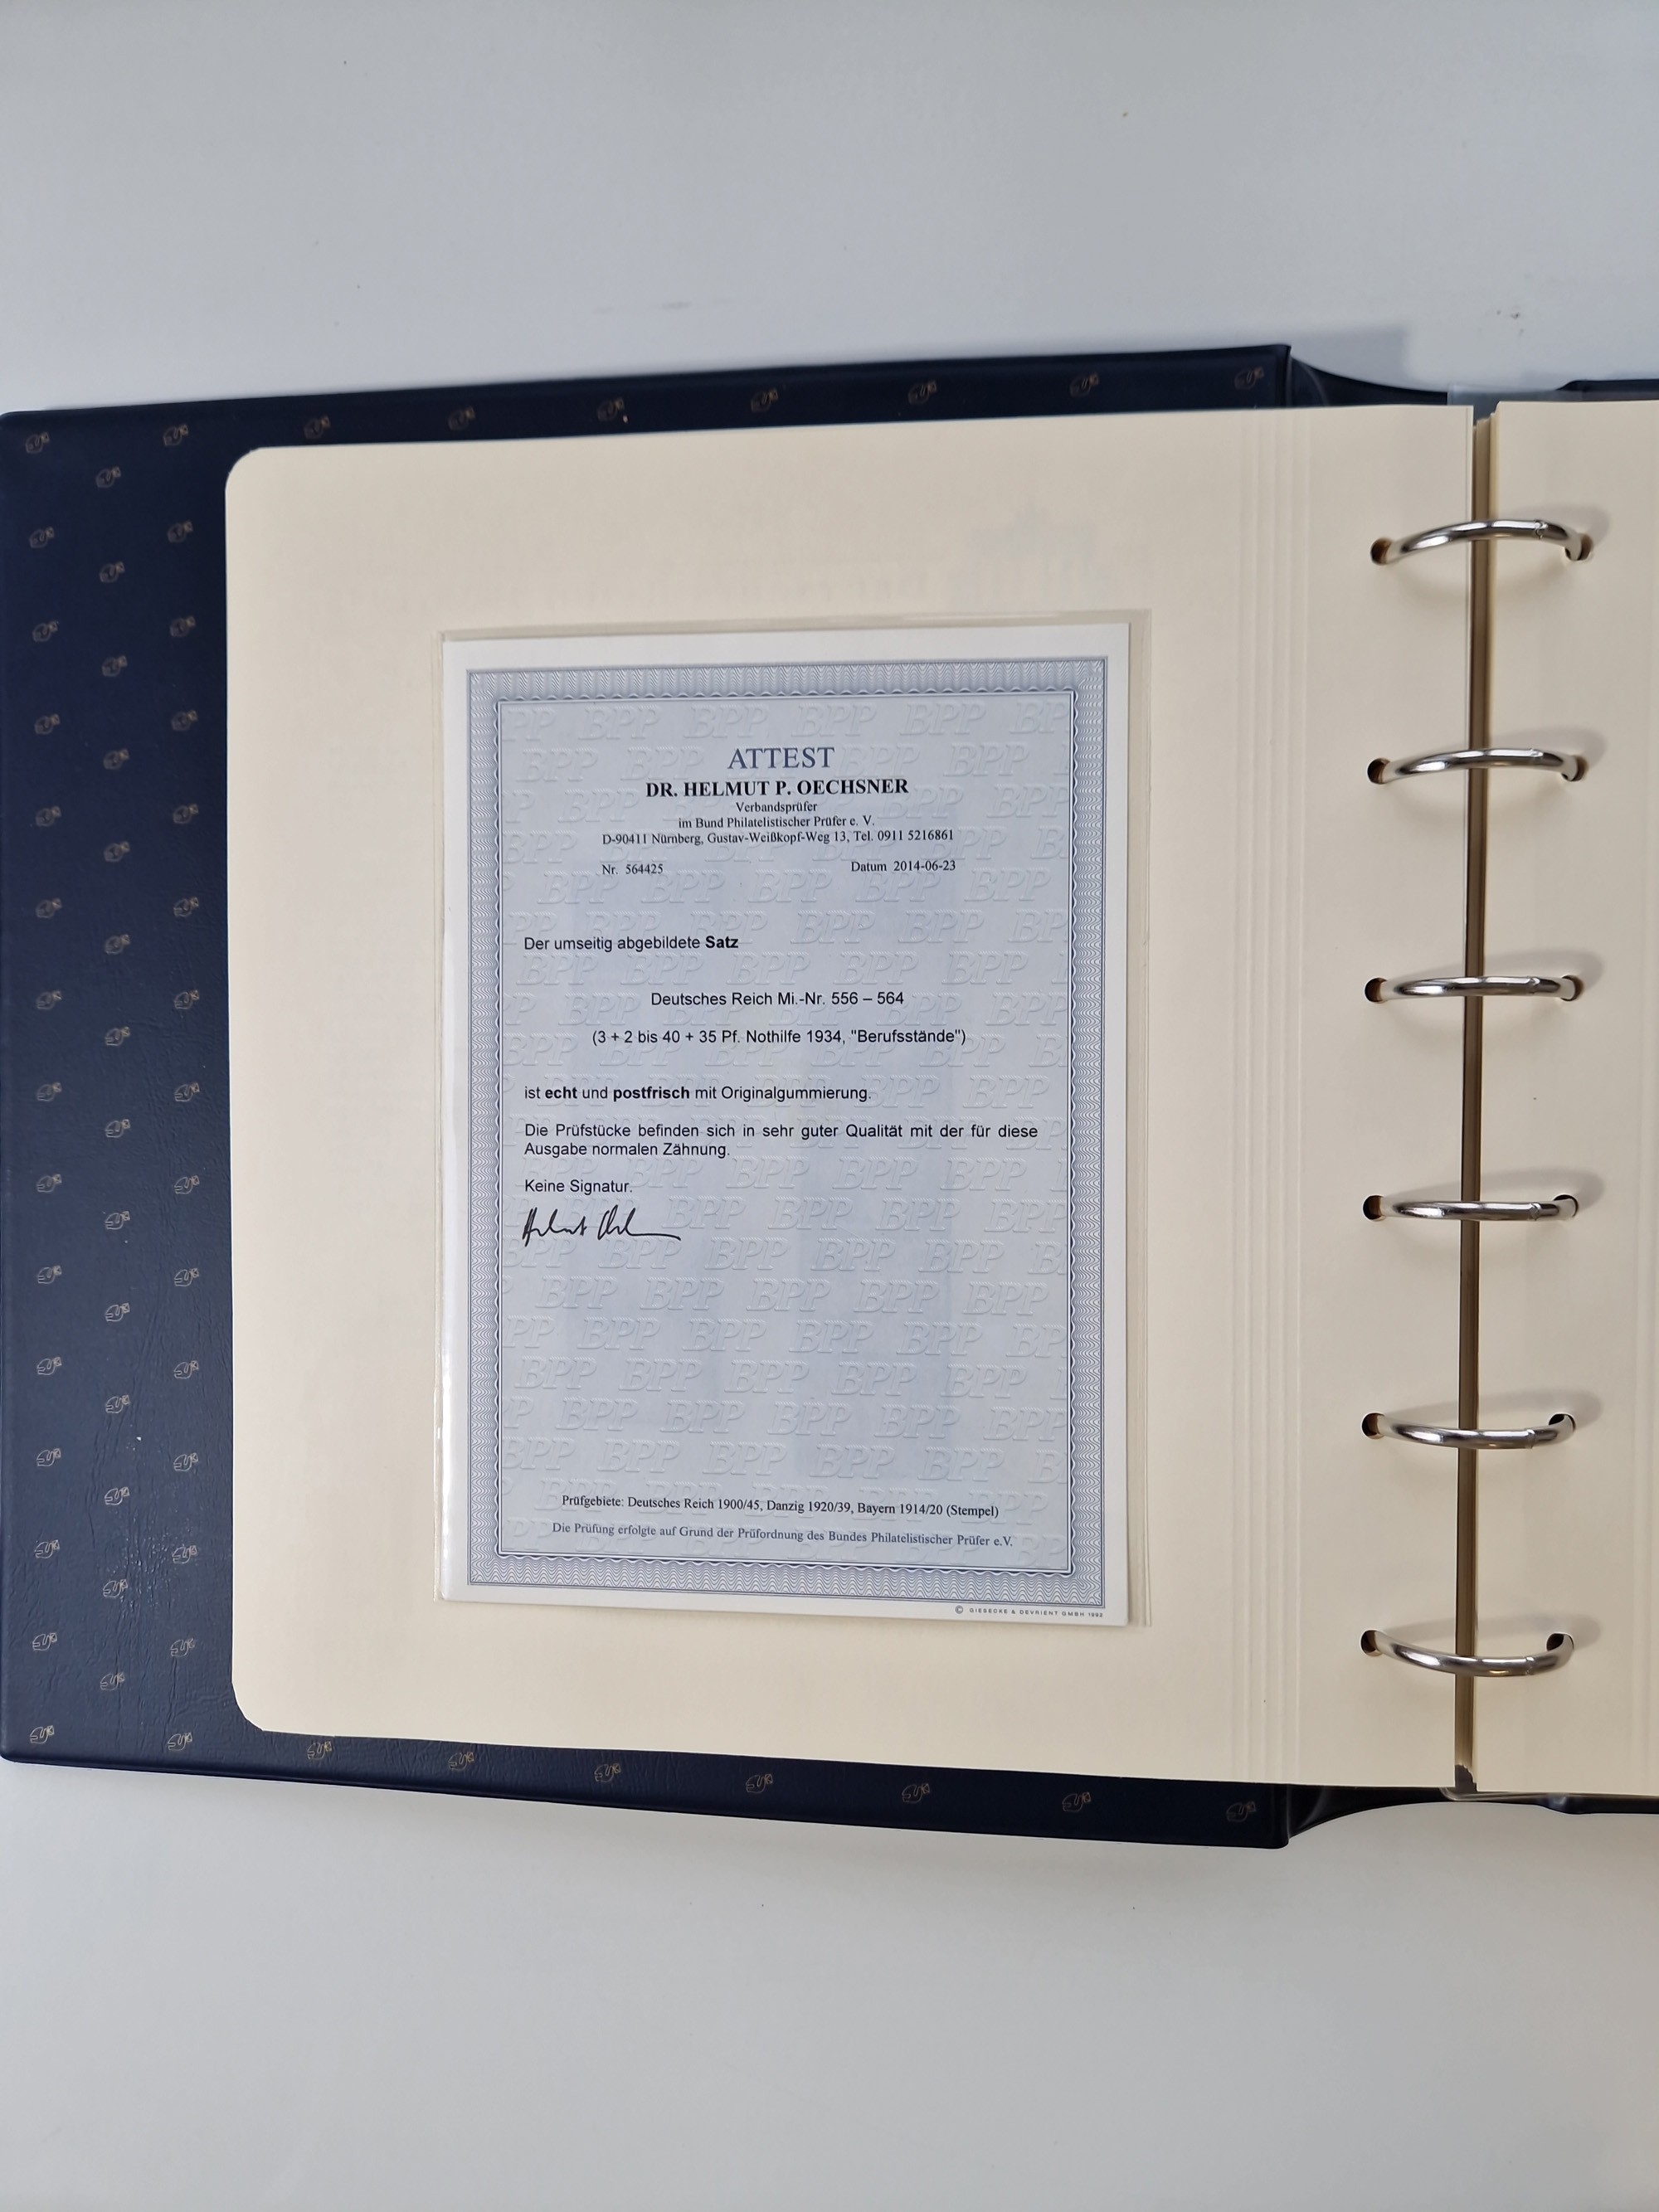 ATTEST
DR. HELMUT P. OECHSNER
Verbandsprüfer
im Bund Philatelistischer Prüfer e. V.
D-90411 Nürnberg, Gustav-Weißkopf-Weg 13, Tel. 0911 5216861
Nr. 564425 Datum 2014-06-23
Der umseitig abgebildete Satz
Deutsches Reich Mi.-Nr. 556 – 564
(3 + 2 bis 40 + 35 Pf. Nothilfe 1934, "Berufsstände")
ist echt und postfrisch mit Originalgummierung.
Die Prüfstücke befinden sich in sehr guter Qualität mit der für diese
Ausgabe normalen Zähnung.
Keine Signatur.
Prüfgebiete: Deutsches Reich 1900/45, Danzig 1920/39, Bayern 1914/20 (Stempel)
Die Prüfung erfolgte auf Grund der Prüfordnung des Bundes Philatelistischer Prüfer e.V.
© GIESECKE & DEVRIENT GMBH 1993